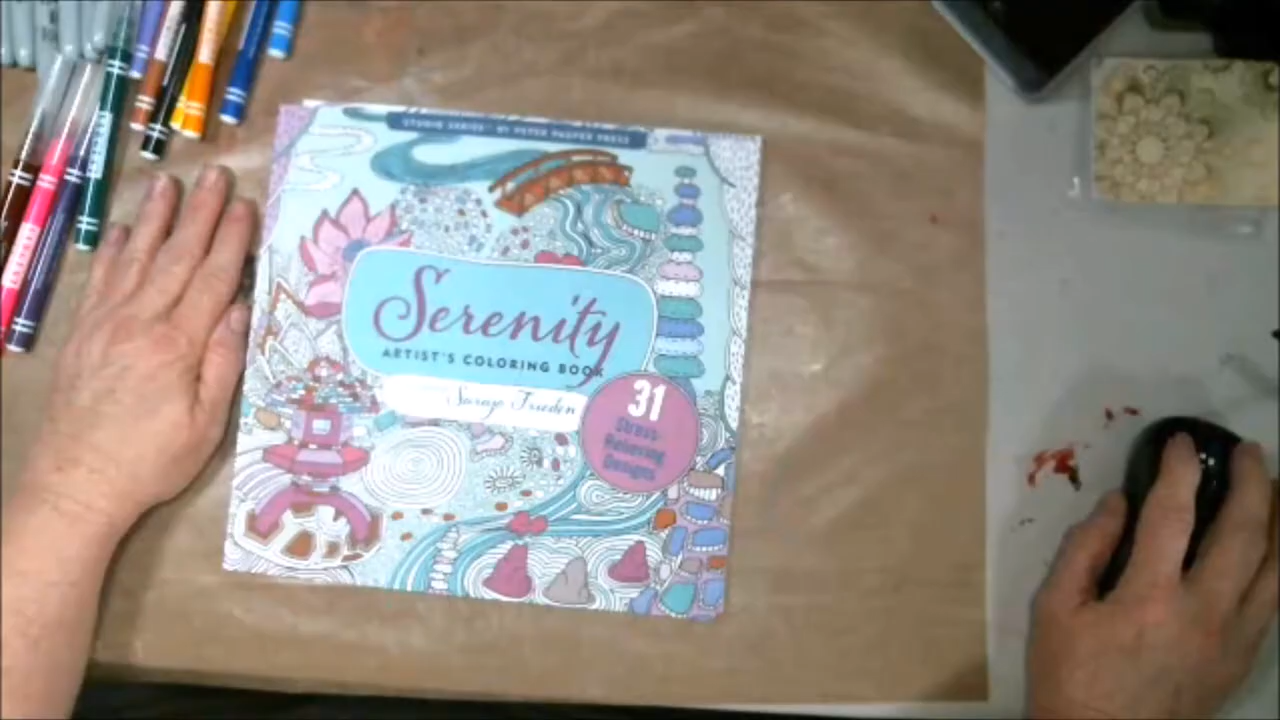 STUDIO SERIES · BY PETER PAUPER PRESS
Serenity
ARTIST'S COLORING BOOK
31
Stress-
Relieving
Designs